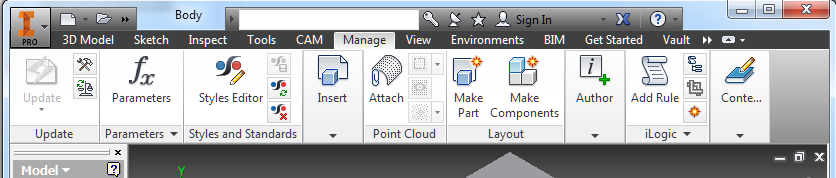 Body
Sign In
PRO
3D Model Sketch Inspect Tools CAM Manage View Environments BIM Get Started Vault
Update Parameters Styles Editor Insert Attach Make Part Make Components Author Add Rule Conte...
Update Parameters Styles and Standards Point Cloud Layout iLogic
Model
Y